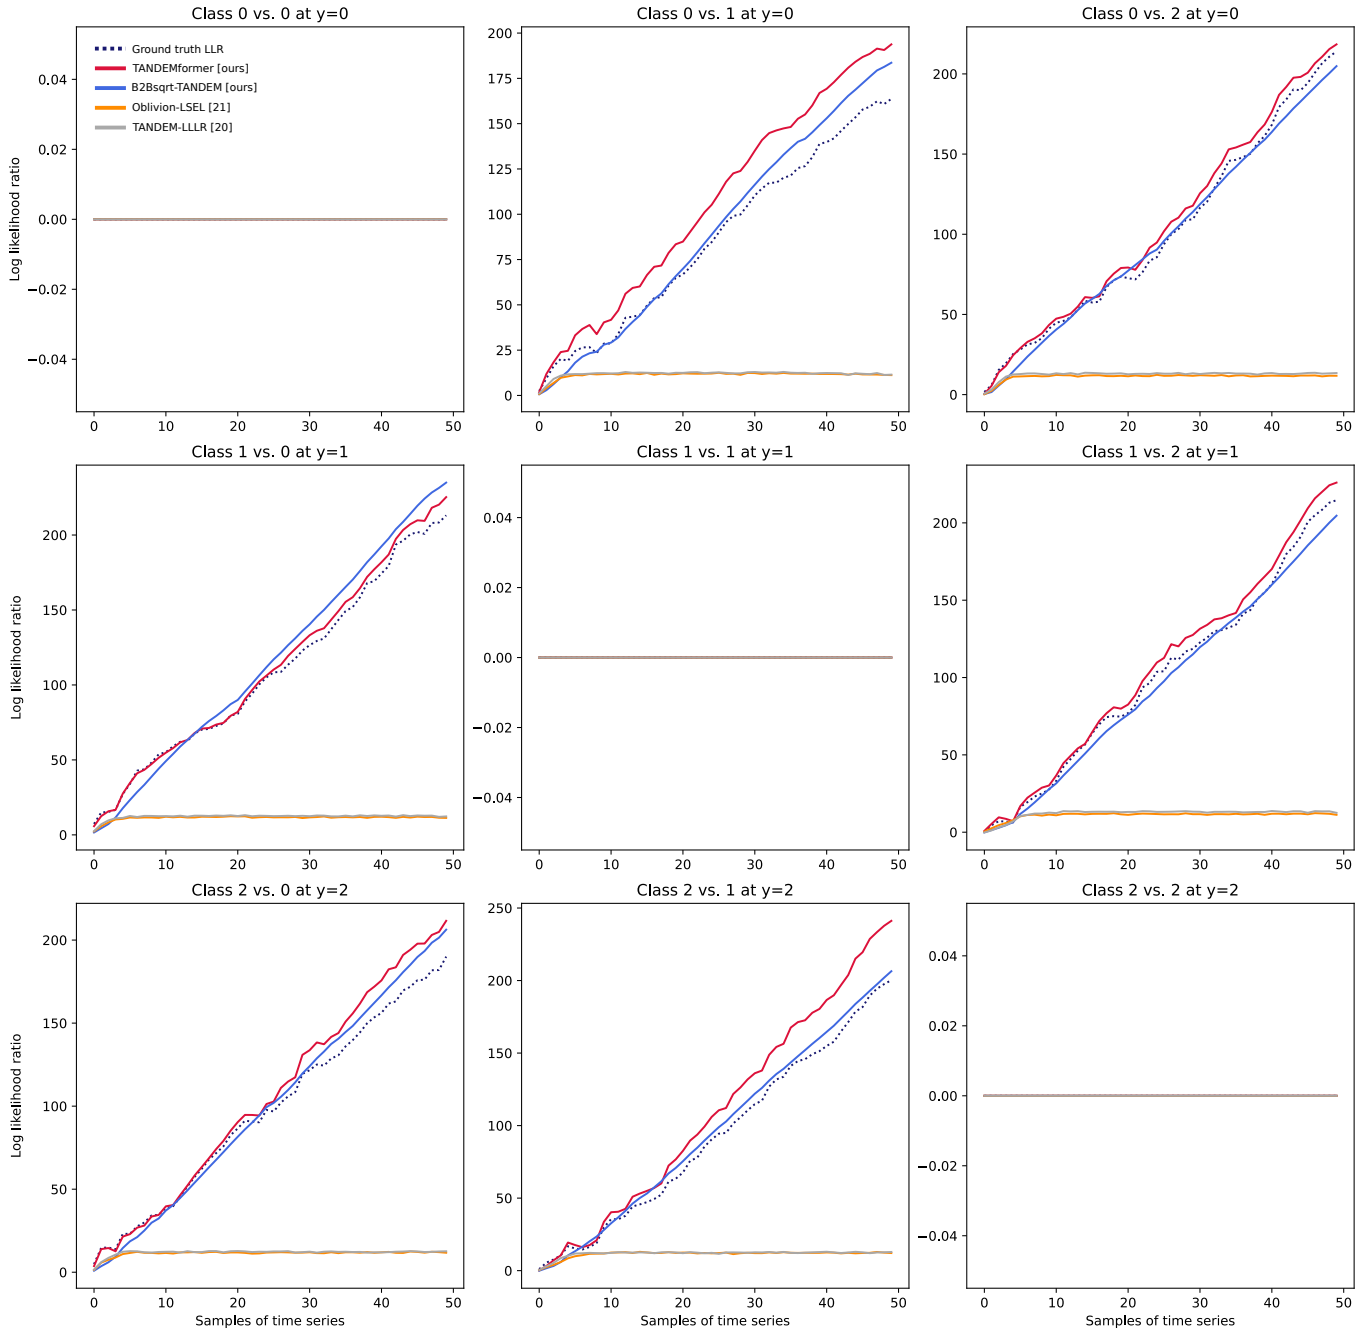 Class 0 vs. 0 at y=0
Class 0 vs. 1 at y=0
Class 0 vs. 2 at y=0
Log likelihood ratio
0.04
0.02
0.00
−0.02
−0.04
Ground truth LLR
TANDEMformer [ours]
B2Bsqrt-TANDEM [ours]
Oblivion-LSEL [21]
TANDEM-LLLR [20]
0 10 20 30 40 50
200
175
150
125
100
75
50
25
0
0 10 20 30 40 50
200
150
100
50
0
0 10 20 30 40 50
Class 1 vs. 0 at y=1
Class 1 vs. 1 at y=1
Class 1 vs. 2 at y=1
Log likelihood ratio
200
150
100
50
0
0 10 20 30 40 50
0.04
0.02
0.00
−0.02
−0.04
0 10 20 30 40 50
200
150
100
50
0
0 10 20 30 40 50
Class 2 vs. 0 at y=2
Class 2 vs. 1 at y=2
Class 2 vs. 2 at y=2
Log likelihood ratio
200
150
100
50
0
0 10 20 30 40 50
Samples of time series
250
200
150
100
50
0
0 10 20 30 40 50
Samples of time series
0.04
0.02
0.00
−0.02
−0.04
0 10 20 30 40 50
Samples of time series